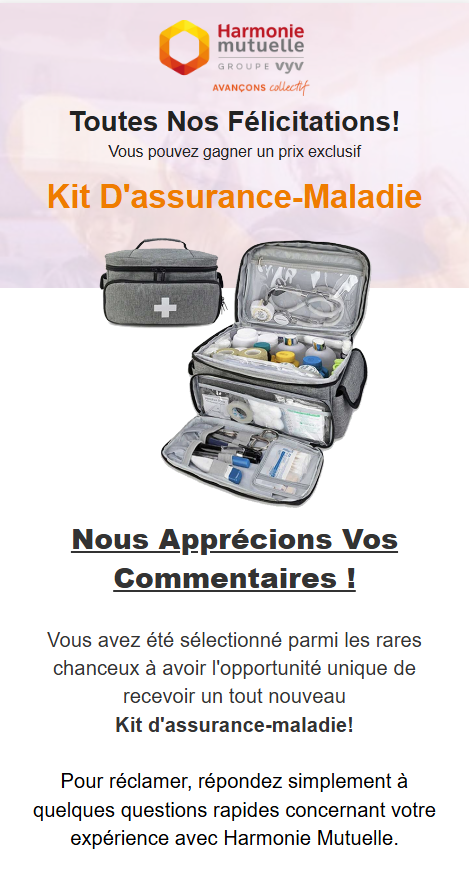 Harmonie
mutuelle
GROUPE vyv
AVANÇONS collectif
Toutes Nos Félicitations!
Vous pouvez gagner un prix exclusif
Kit D'assurance-Maladie
Nous Apprécions Vos
Commentaires !
Vous avez été sélectionné parmi les rares
chanceux à avoir l'opportunité unique de
recevoir un tout nouveau
Kit d'assurance-maladie!
Pour réclamer, répondez simplement à
quelques questions rapides concernant votre
expérience avec Harmonie Mutuelle.